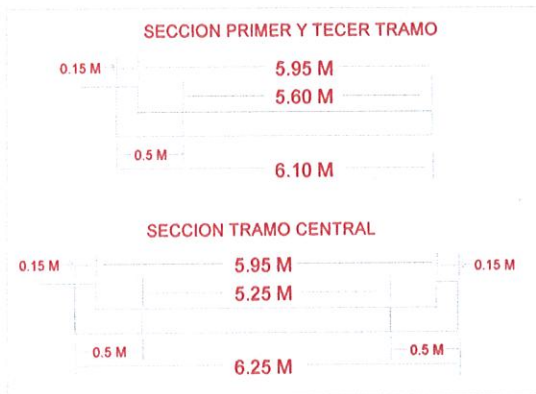 SECCION PRIMER Y TECER TRAMO
0.15 M
5.95 M
5.60 M
0.5 M
6.10 M
SECCION TRAMO CENTRAL
0.15 M
5.95 M
0.15 M
5.25 M
0.5 M
0.5 M
6.25 M